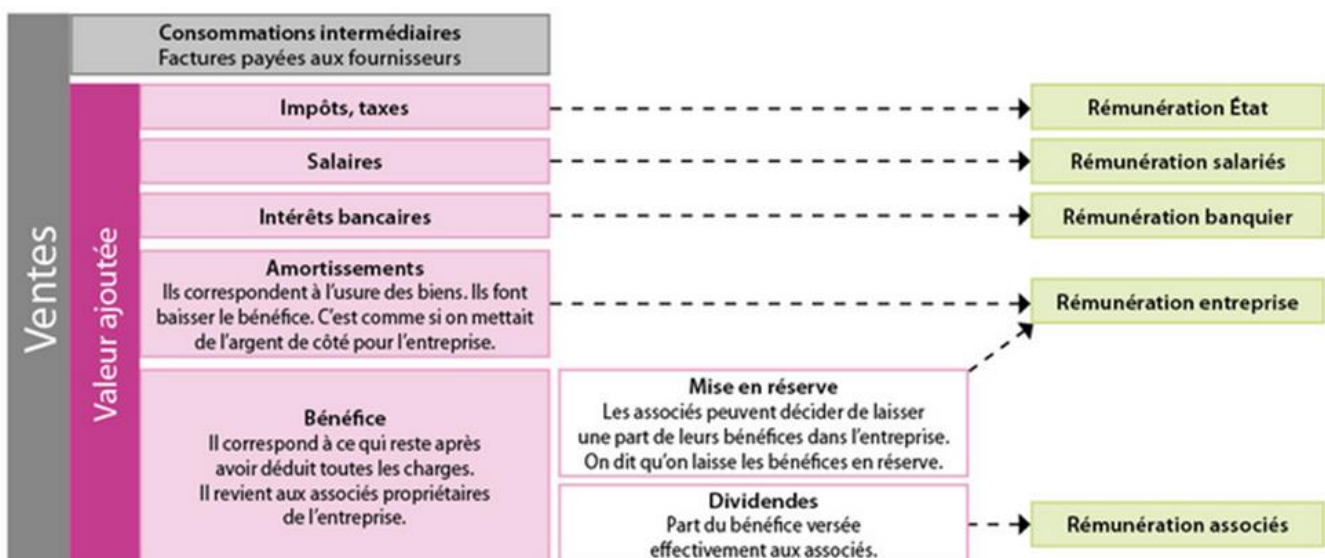 Ventes
Consommations intermédiaires
Factures payées aux fournisseurs
Valeur ajoutée
Impôts, taxes
Rémunération État
Salaires
Rémunération salariés
Intérêts bancaires
Rémunération banquier
Amortissements
Ils correspondent à l'usure des biens. Ils font
baisser le bénéfice. C'est comme si on mettait
de l'argent de côté pour l'entreprise.
Rémunération entreprise
Bénéfice
Il correspond à ce qui reste après
avoir déduit toutes les charges.
Il revient aux associés propriétaires
de l'entreprise.
Mise en réserve
Les associés peuvent décider de laisser
une part de leurs bénéfices dans l'entreprise.
On dit qu'on laisse les bénéfices en réserve.
Dividendes
Part du bénéfice versée
effectivement aux associés.
Rémunération associés